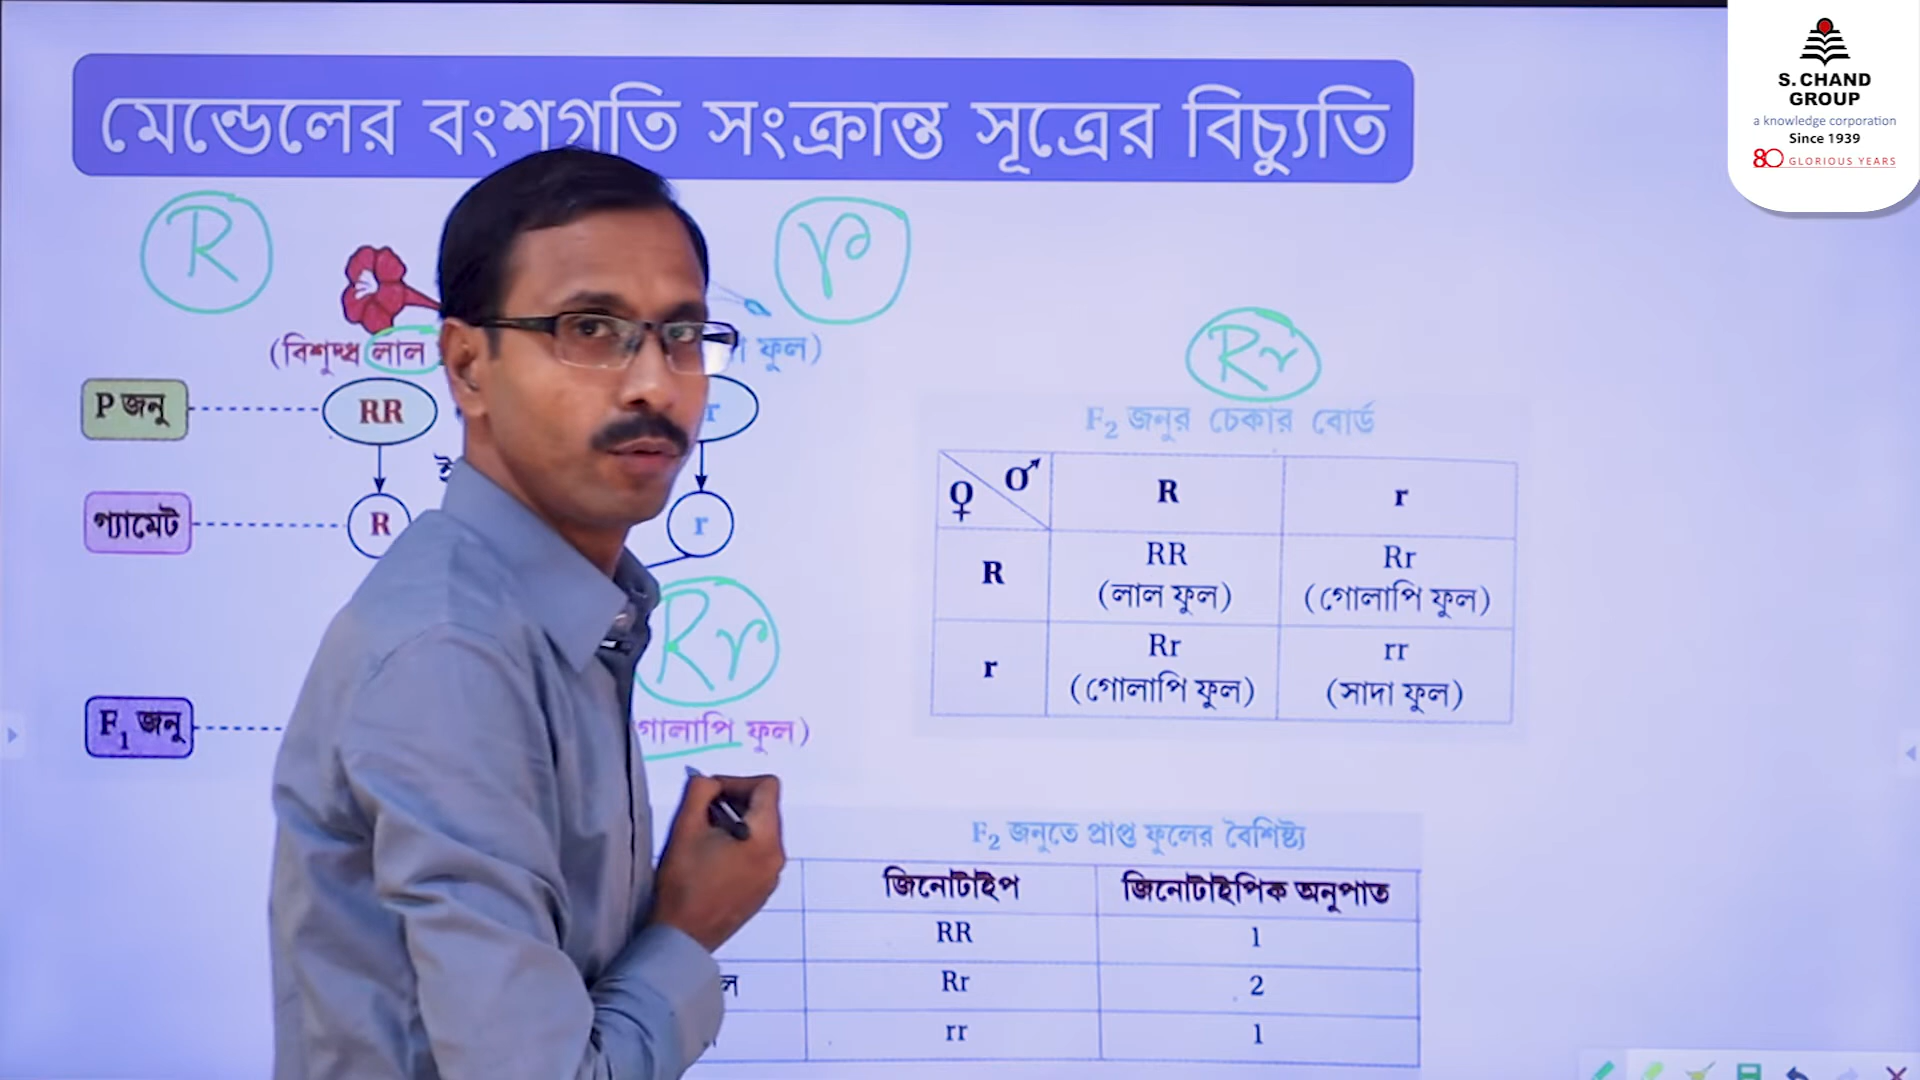 মেন্ডেলের বংশগতি সংক্রান্ত সূত্রের বিচ্যুতি
S. CHAND
GROUP
a knowledge corporation
Since 1939
80 GLORIOUS YEARS
R
r
(বিশুদ্ধ লাল
ফুল)
Rr
P জনু
RR
r
গ্যামেট
R
r
Rr
F₁ জনু
গোলাপি ফুল)
F₂ জনুর চেকার বোর্ড
♀ ♂ R r
R RR Rr
(লাল ফুল) (গোলাপি ফুল)
r Rr rr
(গোলাপি ফুল) (সাদা ফুল)
F₂ জনুতে প্রাপ্ত ফুলের বৈশিষ্ট্য
জিনোটাইপ জিনোটাইপিক অনুপাত
RR 1
Rr 2
rr 1